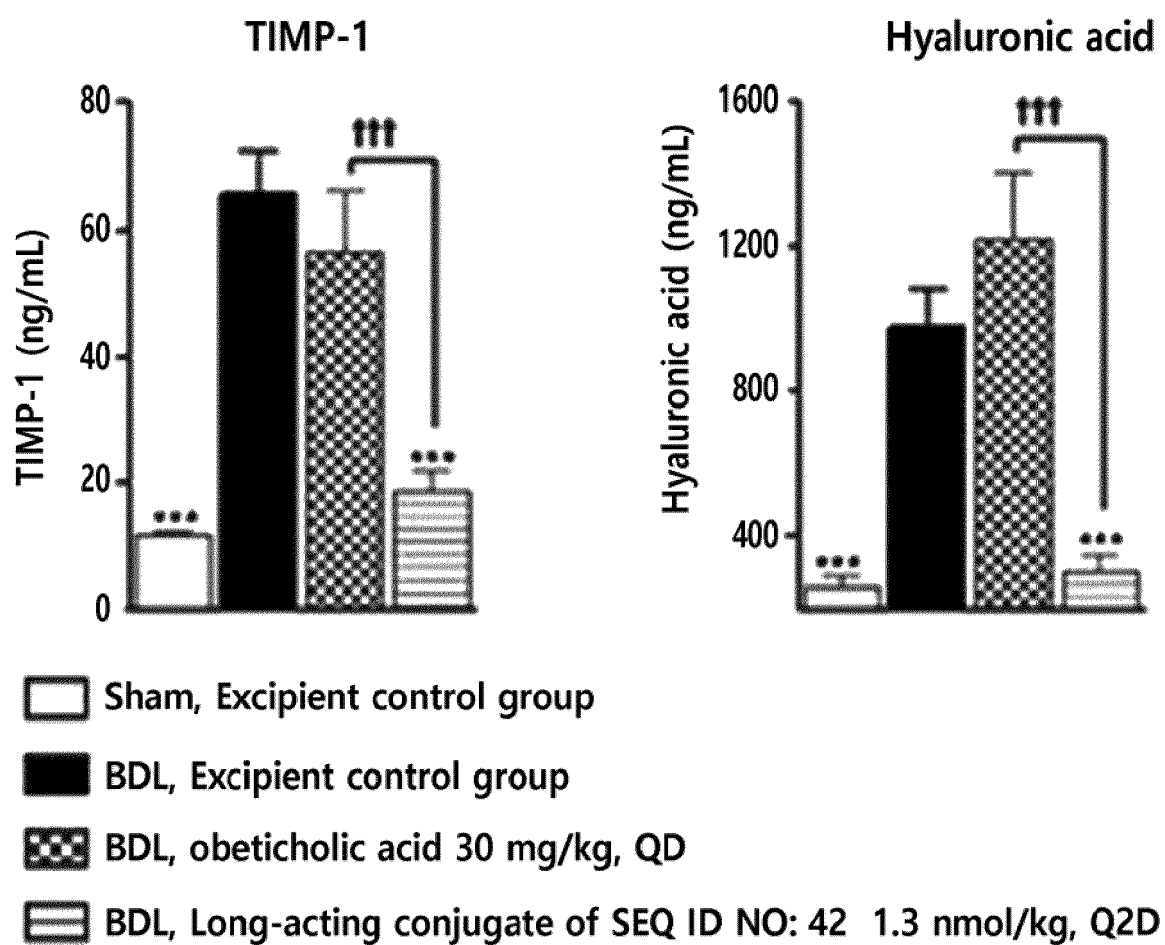 TIMP-1
Hyaluronic acid
TIMP-1 (ng/mL)
80
60
40
20
0
†††
***
***
Hyaluronic acid (ng/mL)
1600
1200
800
400
†††
***
***
Sham, Excipient control group
BDL, Excipient control group
BDL, obeticholic acid 30 mg/kg, QD
BDL, Long-acting conjugate of SEQ ID NO: 42 1.3 nmol/kg, Q2D